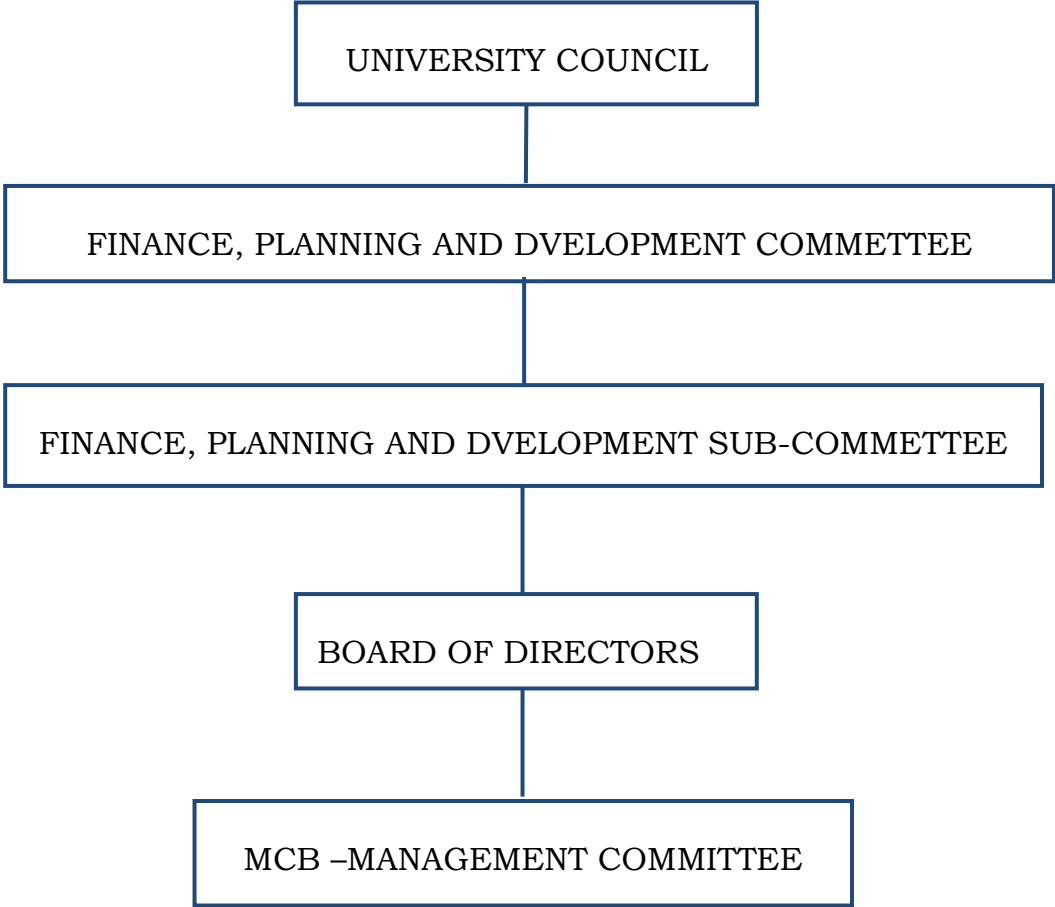 UNIVERSITY COUNCIL
FINANCE, PLANNING AND DVELOPMENT COMMETTEE
FINANCE, PLANNING AND DVELOPMENT SUB-COMMETTEE
BOARD OF DIRECTORS
MCB –MANAGEMENT COMMITTEE